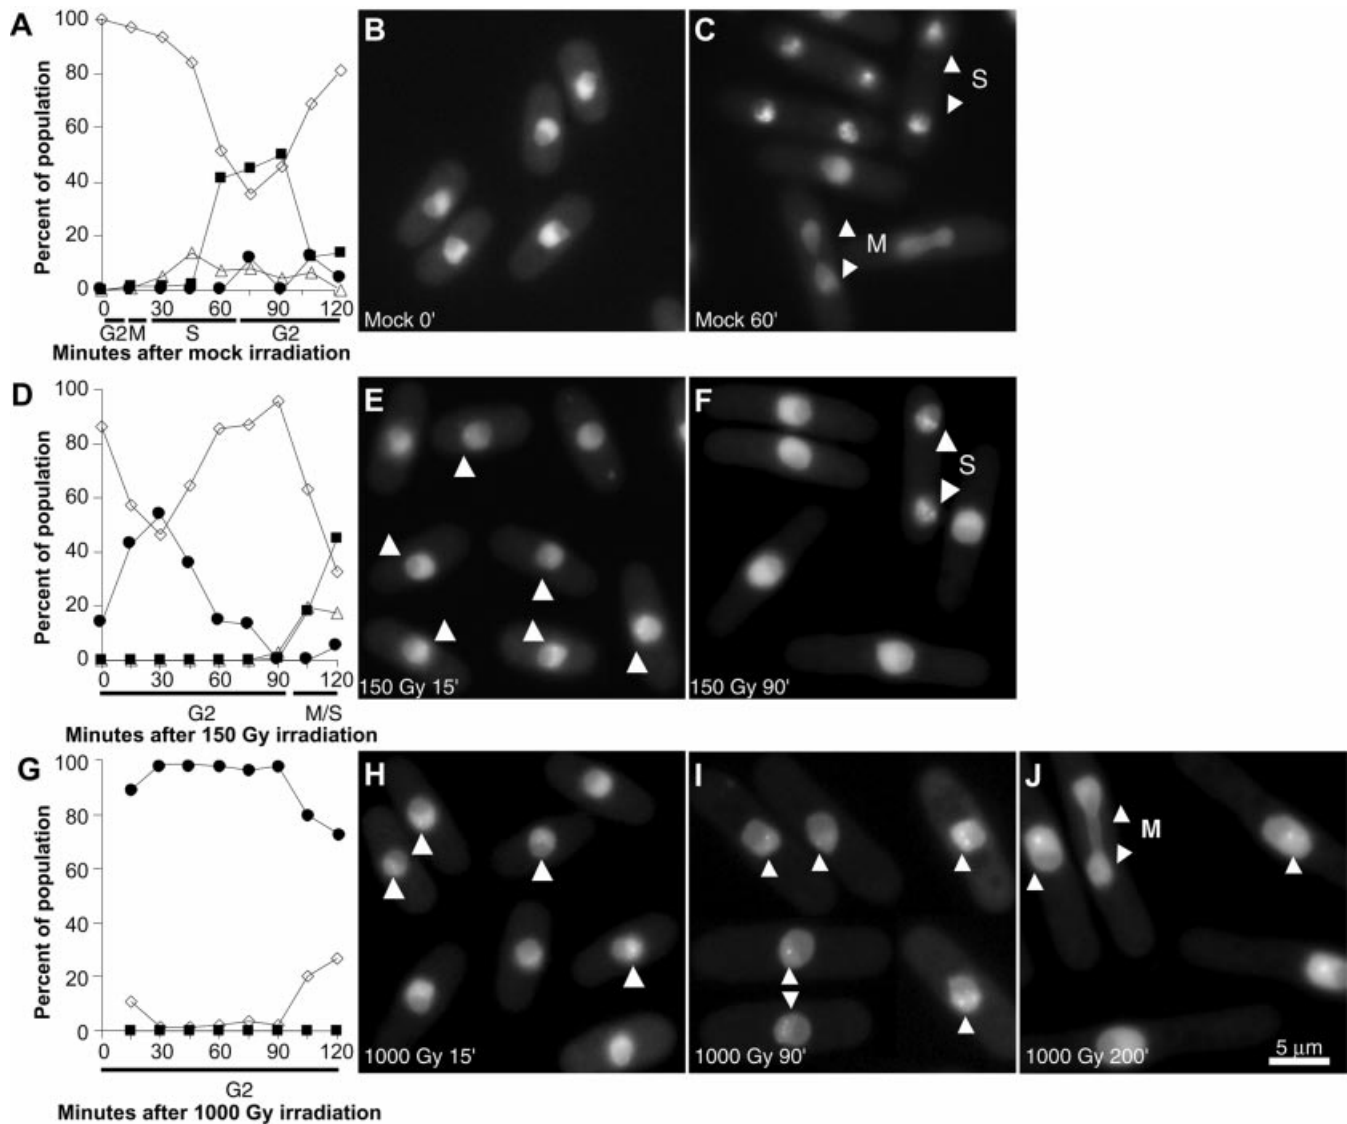 A
Percent of population
100
80
60
40
20
0
0 30 60 90 120
G2 M S G2
Minutes after mock irradiation
B
Mock 0'
C
S
M
Mock 60'
D
Percent of population
100
80
60
40
20
0
0 30 60 90 120
G2 M/S
Minutes after 150 Gy irradiation
E
150 Gy 15'
F
S
150 Gy 90'
G
Percent of population
100
80
60
40
20
0
0 30 60 90 120
G2
Minutes after 1000 Gy irradiation
H
1000 Gy 15'
I
1000 Gy 90'
J
M
1000 Gy 200'
5 μm